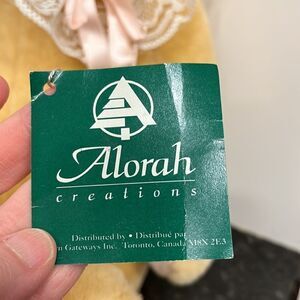 Alorah
creations
Distributed by • Distribué par
Gateways Inc. Toronto, Canada M8X 2E3